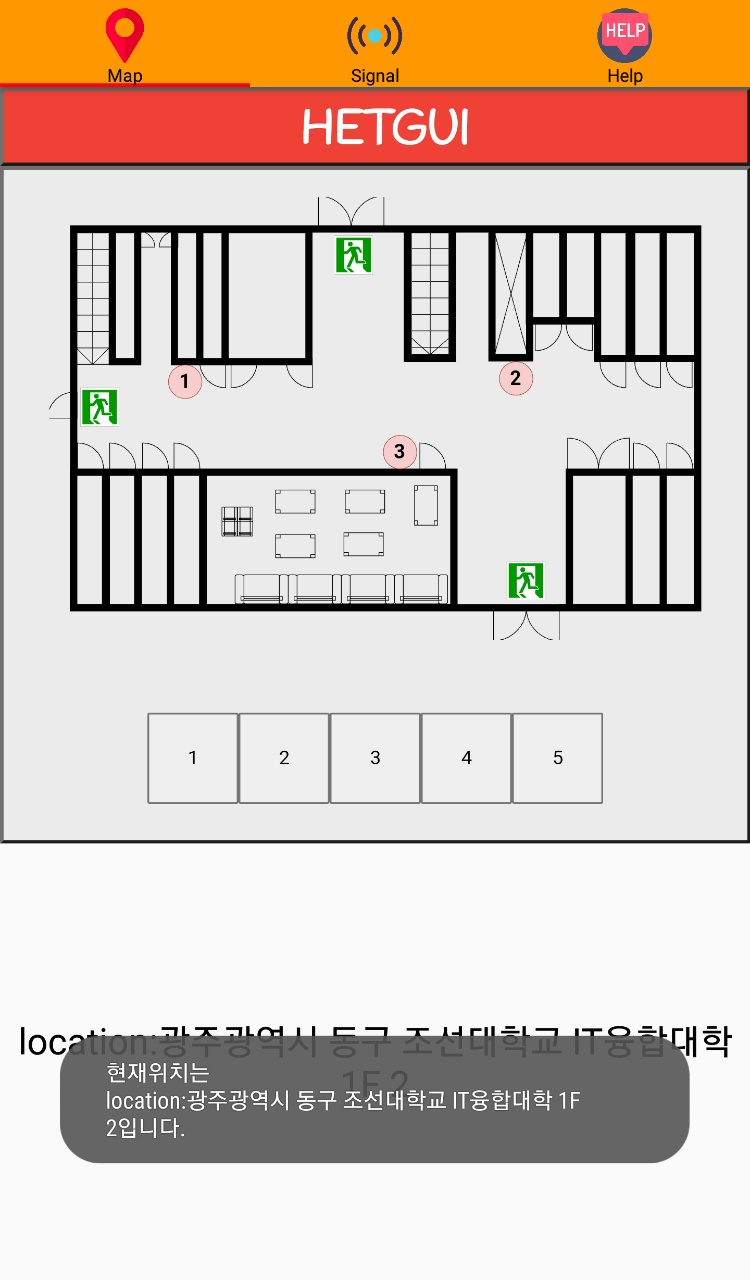 Map
Signal
HELP
Help
HETGUI
1
2
3
1
2
3
4
5
location:광주광역시 동구 조선대학교 IT융합대학
1F 2
현재위치는
location:광주광역시 동구 조선대학교 IT융합대학 1F
2입니다.